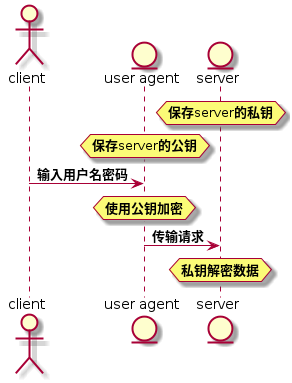 client
user agent
server
保存server的私钥
保存server的公钥
输入用户名密码
使用公钥加密
传输请求
私钥解密数据
client
user agent
server